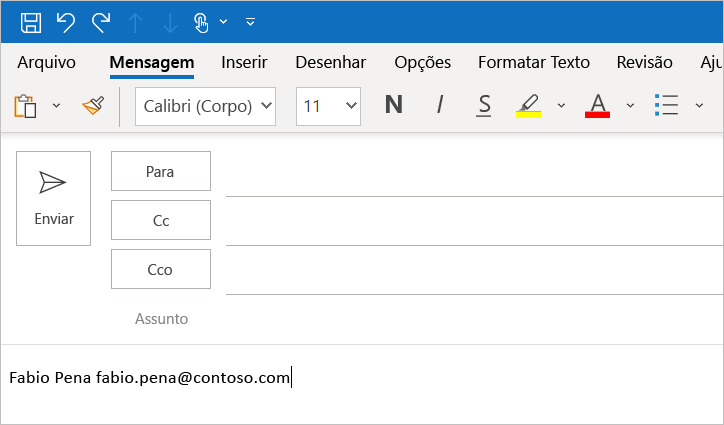 Arquivo Mensagem Inserir Desenhar Opções Formatar Texto Revisão Aju
Calibri (Corpo) 11 N I S A
Para
Enviar
Cc
Cco
Assunto
Fabio Pena fabio.pena@contoso.com